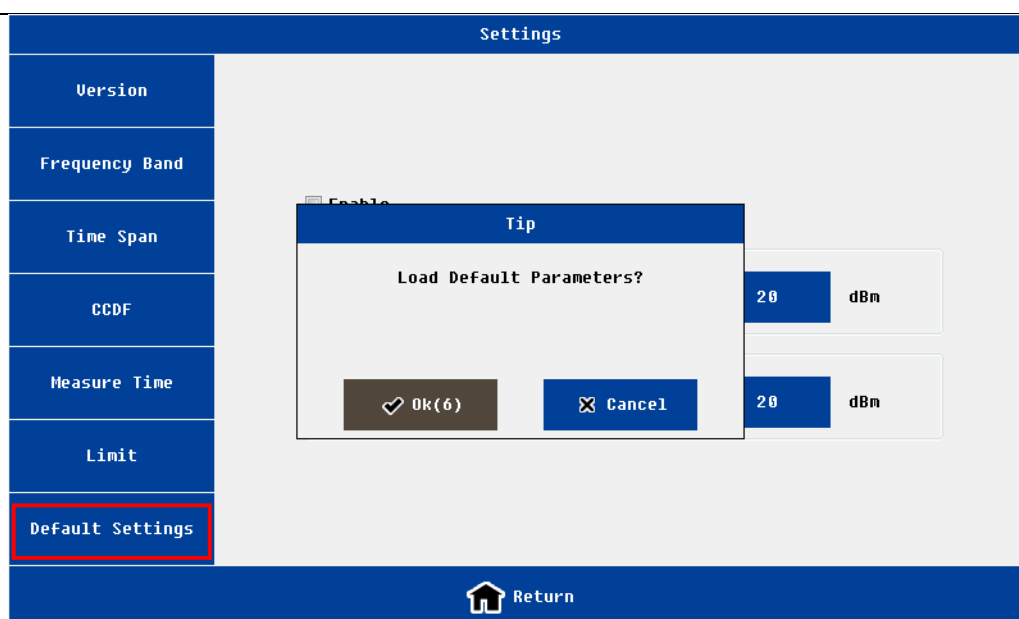 Settings
Version
Frequency Band
Time Span
CCDF
Measure Time
Limit
Default Settings
Enable
Tip
Load Default Parameters?
Ok(6)
Cancel
20 dBm
20 dBm
Return